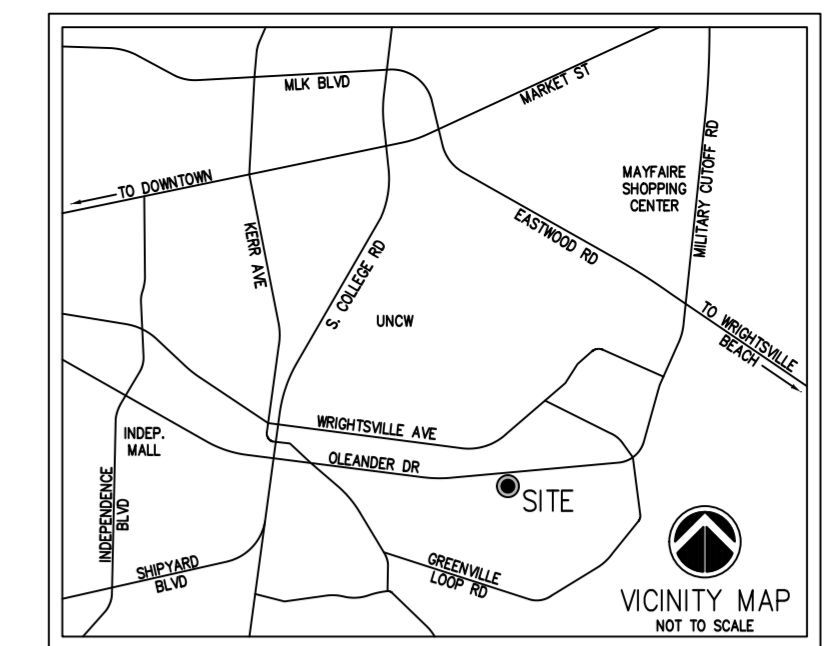 MLK BLVD
MARKET ST
TO DOWNTOWN
MAYFAIRE
SHOPPING
CENTER
MILITARY CUTOFF RD
KERR AVE
EASTWOOD RD
S. COLLEGE RD
UNCW
TO WRIGHTSVILLE
BEACH
WRIGHTSVILLE AVE
INDEP.
MALL
OLEANDER DR
INDEPENDENCE
BLVD
SITE
SHIPYARD
BLVD
GREENVILLE
LOOP RD
VICINITY MAP
NOT TO SCALE